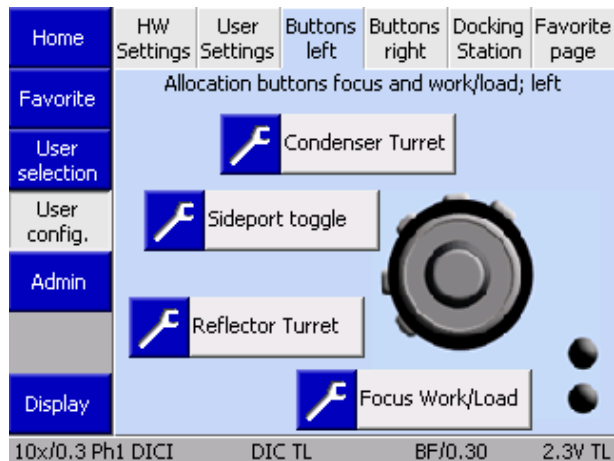 Home
HW Settings
User Settings
Buttons left
Buttons right
Docking Station
Favorite page
Allocation buttons focus and work/load; left
Favorite
User selection
User config.
Admin
Display
Condenser Turret
Sideport toggle
Reflector Turret
Focus Work/Load
10x/0.3 Ph1 DICI DIC TL BF/0.30 2.3V TL